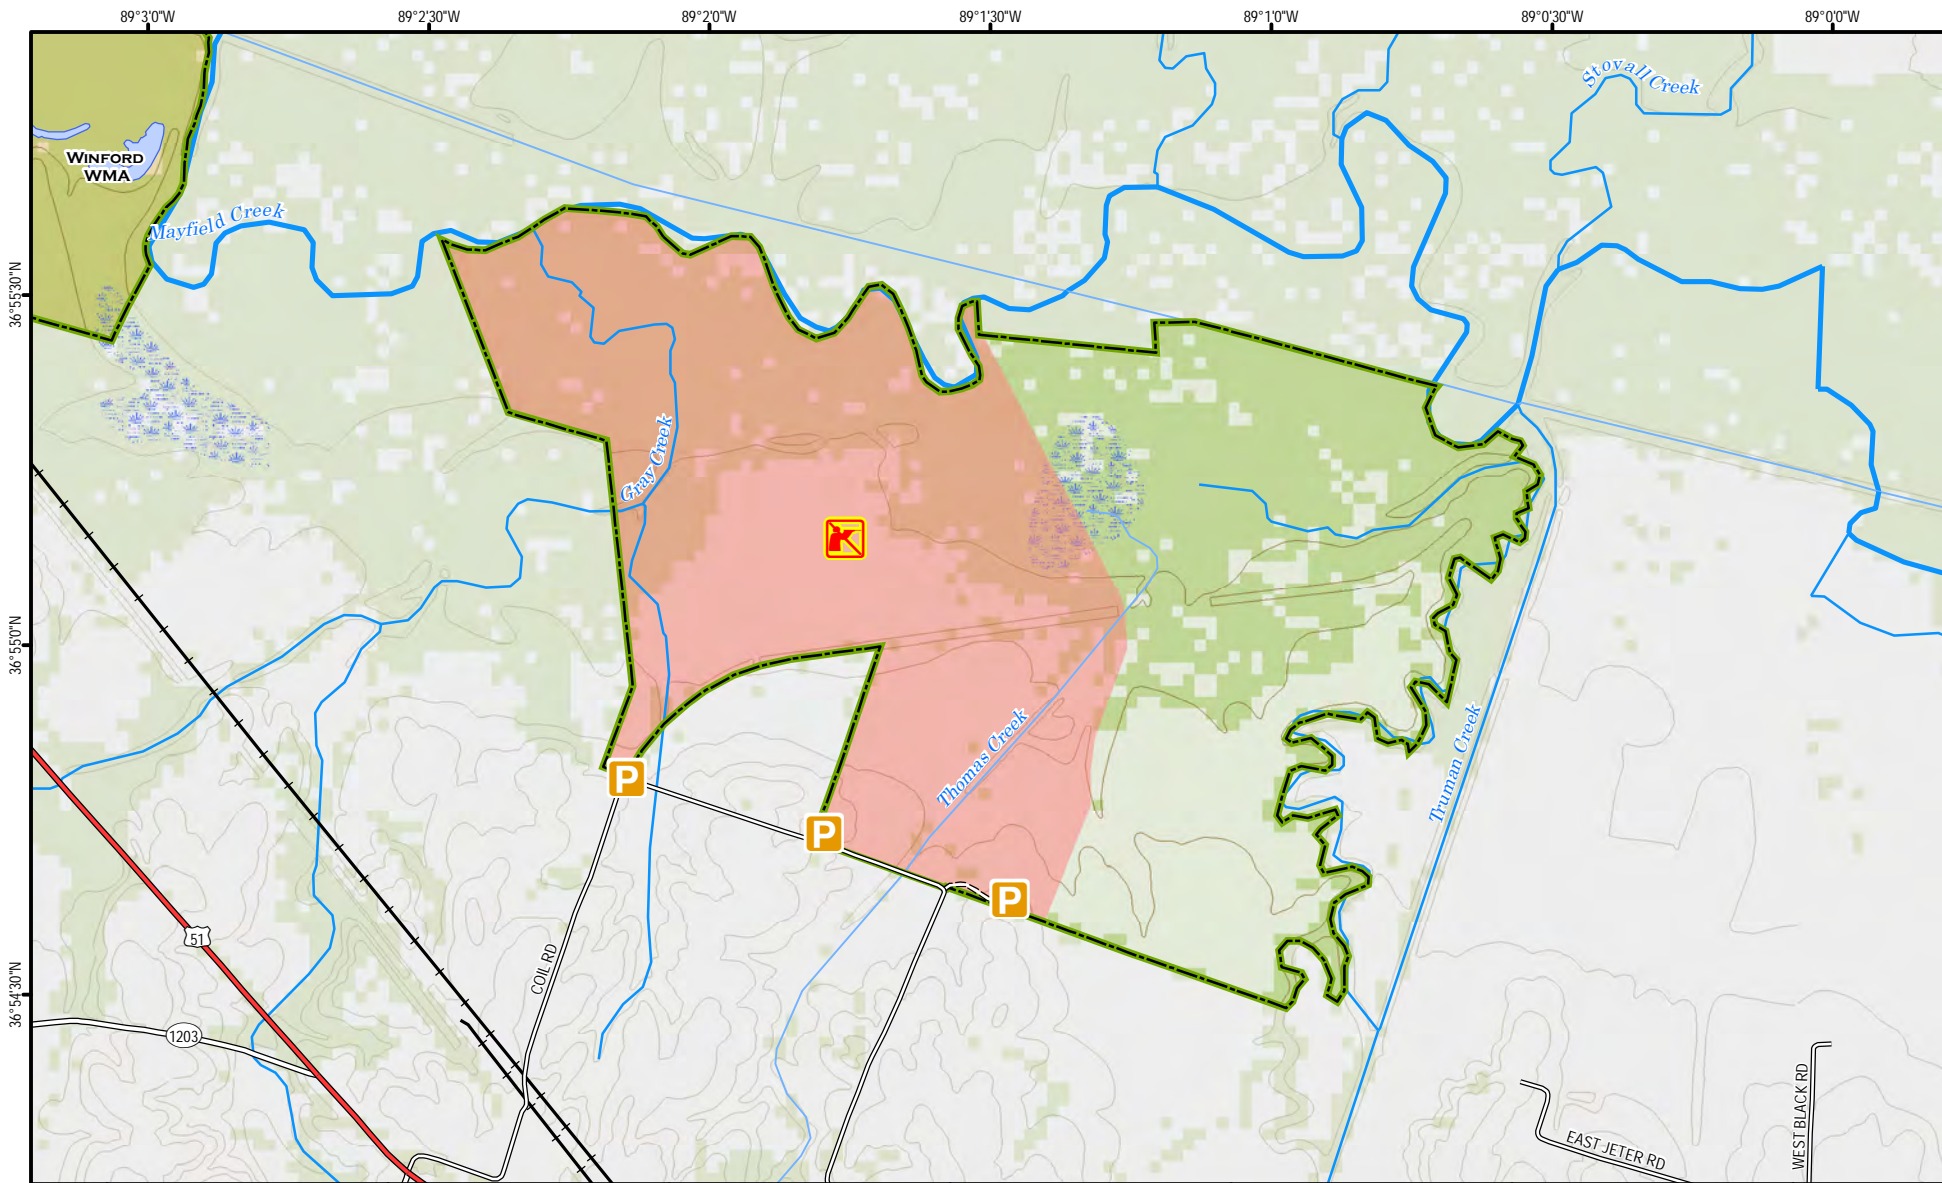 89°3'0"W
89°2'30"W
89°2'0"W
89°1'30"W
89°1'0"W
89°0'30"W
89°0'0"W
36°55'30"N
36°55'0"N
36°54'30"N
Stovall Creek
WINFORD
WMA
Mayfield Creek
Gray Creek
Thomas Creek
Truman Creek
P
P
P
51
1203
COIL RD
EAST JETER RD
WEST BLACK RD